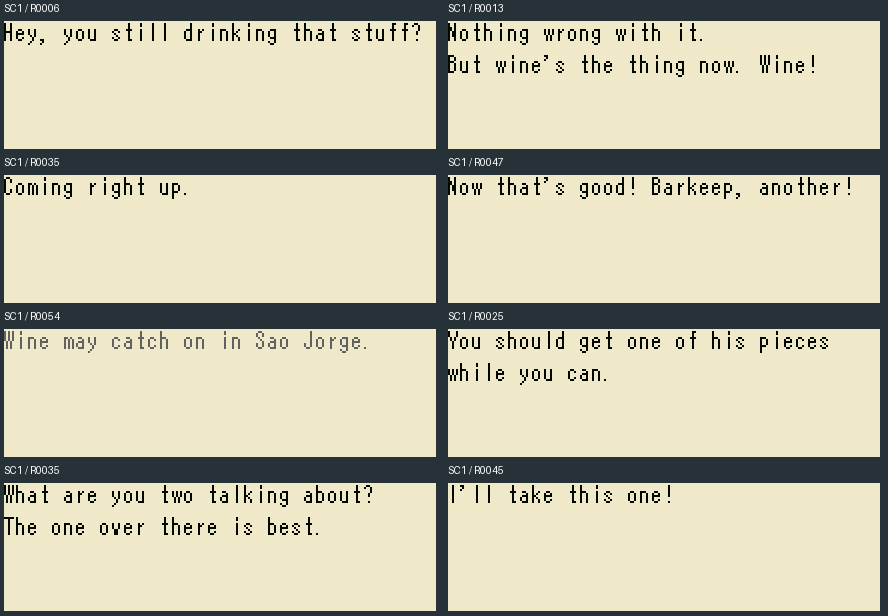 SC1/R0006
Hey, you still drinking that stuff?
SC1/R0013
Nothing wrong with it.
But wine's the thing now. Wine!
SC1/R0035
Coming right up.
SC1/R0047
Now that's good! Barkeep, another!
SC1/R0054
Wine may catch on in Sao Jorge.
SC1/R0025
You should get one of his pieces
while you can.
SC1/R0035
What are you two talking about?
The one over there is best.
SC1/R0045
I'll take this one!